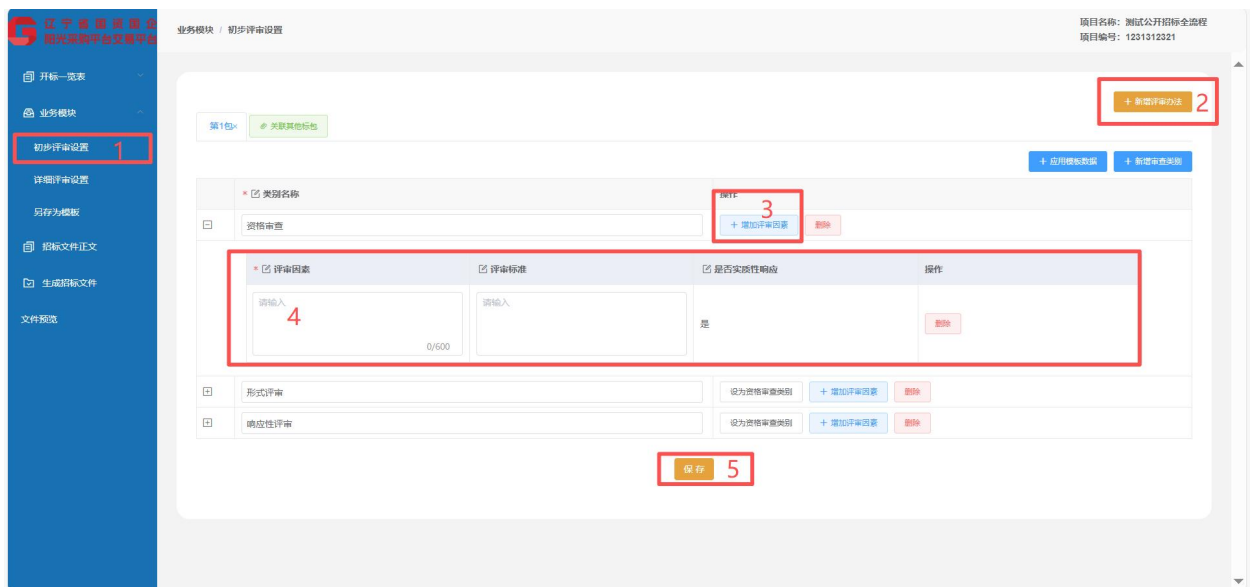 辽宁省国资国企
阳光采购平台交易平台
业务模块 / 初步评审设置
项目名称: 测试公开招标全流程
项目编号: 1231312321
开标一览表
业务模块
初步评审设置 1
详细评审设置
另存为模板
招标文件正文
生成招标文件
文件预览
+ 新增评审办法 2
第1包× 关联其他标包
+ 应用模板数据 + 新增审查类别
* 类别名称 操作
资格审查 + 增加评审因素 3 删除
* 评审因素 评审标准 是否实质性响应 操作
请输入 4 0/600 请输入 是 删除
形式评审 设为资格审查类别 + 增加评审因素 删除
响应性评审 设为资格审查类别 + 增加评审因素 删除
保存 5